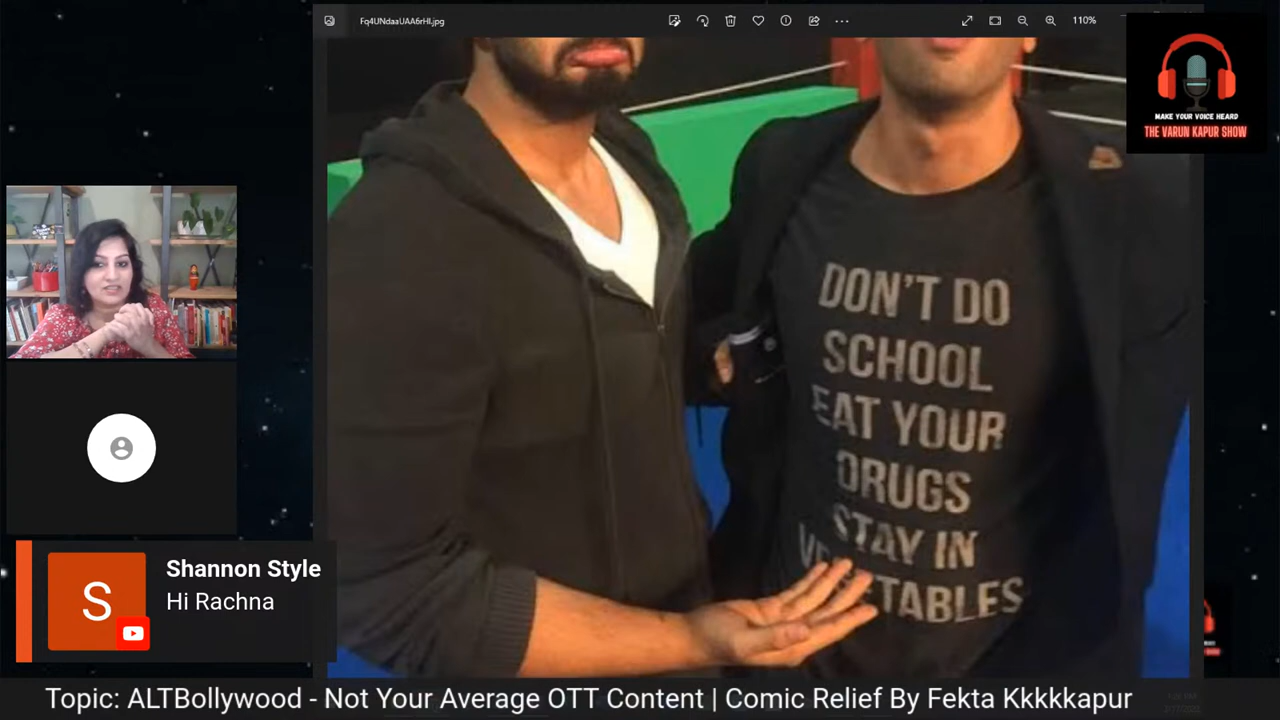 Fq4UNdaaUAA6rHI.jpg
110%
MAKE YOUR VOICE HEARD
THE VARUN KAPUR SHOW
DON'T DO
SCHOOL
EAT YOUR
DRUGS
STAY IN
S
Shannon Style
Hi Rachna
Topic: ALTBollywood - Not Your Average OTT Content | Comic Relief By Fekta Kkkkkapur